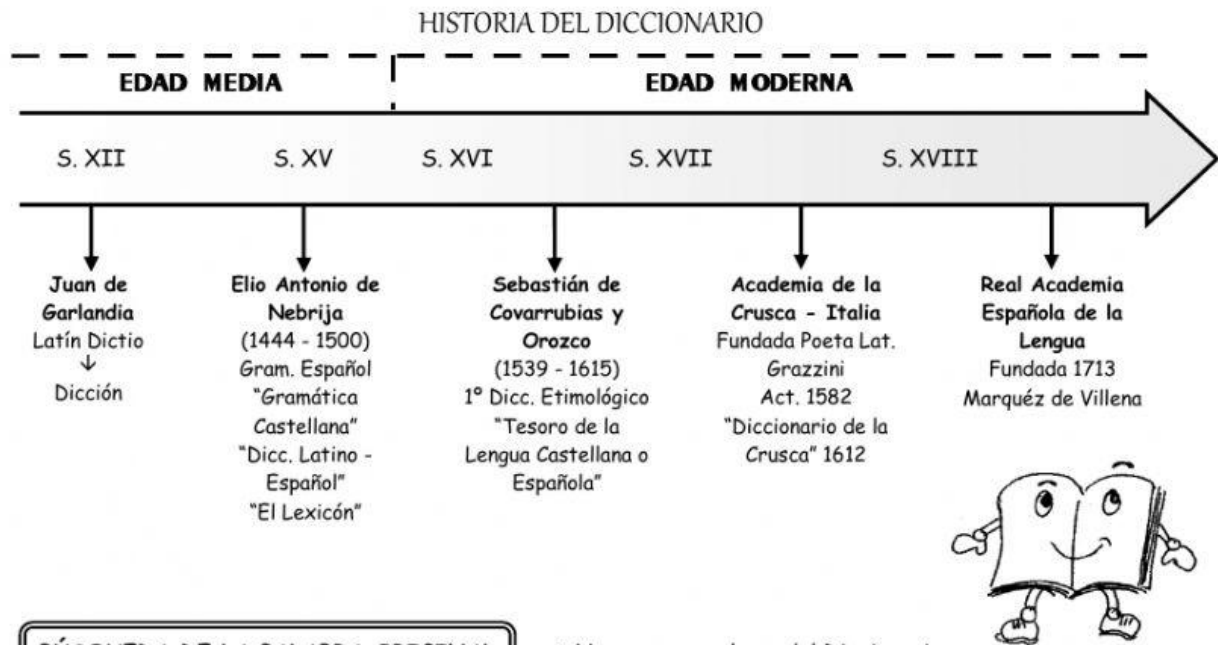 HISTORIA DEL DICCIONARIO
EDAD MEDIA
EDAD MODERNA
S. XII
S. XV
S. XVI
S. XVII
S. XVIII
Juan de
Garlandia
Latín Dictio
↓
Dicción
Elio Antonio de
Nebrija
(1444 - 1500)
Gram. Español
"Gramática
Castellana"
"Dicc. Latino -
Español"
"El Lexicón"
Sebastián de
Covarrubias y
Orozco
(1539 - 1615)
1º Dicc. Etimológico
"Tesoro de la
Lengua Castellana o
Española"
Academia de la
Crusca - Italia
Fundada Poeta Lat.
Grazzini
Act. 1582
"Diccionario de la
Crusca" 1612
Real Academia
Española de la
Lengua
Fundada 1713
Marquéz de Villena